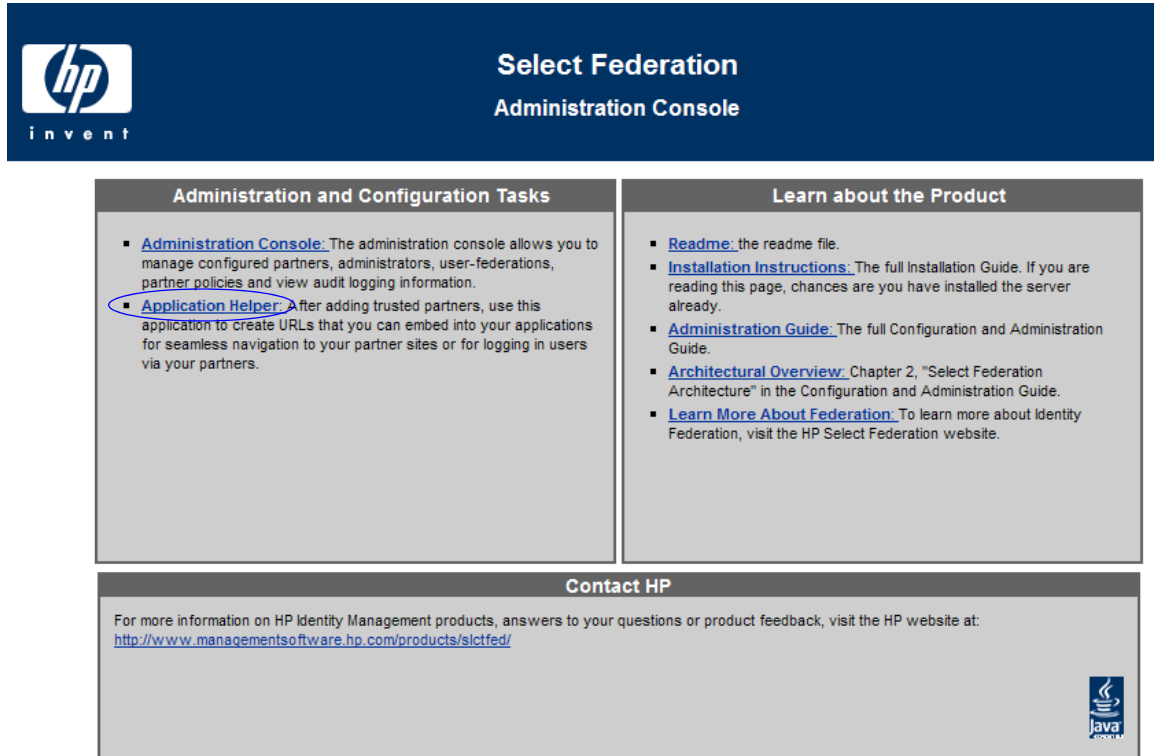 hp
invent
Select Federation
Administration Console
Administration and Configuration Tasks
Administration Console: The administration console allows you to
manage configured partners, administrators, user-federations,
partner policies and view audit logging information.
Application Helper: After adding trusted partners, use this
application to create URLs that you can embed into your applications
for seamless navigation to your partner sites or for logging in users
via your partners.
Learn about the Product
Readme: the readme file.
Installation Instructions: The full Installation Guide. If you are
reading this page, chances are you have installed the server
already.
Administration Guide: The full Configuration and Administration
Guide.
Architectural Overview: Chapter 2, "Select Federation
Architecture" in the Configuration and Administration Guide.
Learn More About Federation: To learn more about Identity
Federation, visit the HP Select Federation website.
Contact HP
For more information on HP Identity Management products, answers to your questions or product feedback, visit the HP website at:
http://www.managementsoftware.hp.com/products/slctfed/
Java